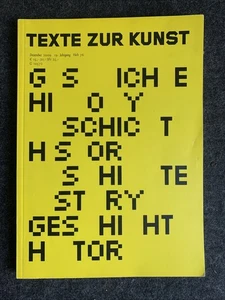 TEXTE ZUR KUNST
G S ICH E
HI O Y
SCHIC T
H S OR
S HI TE
ST RY
GES HI HT
H TOR